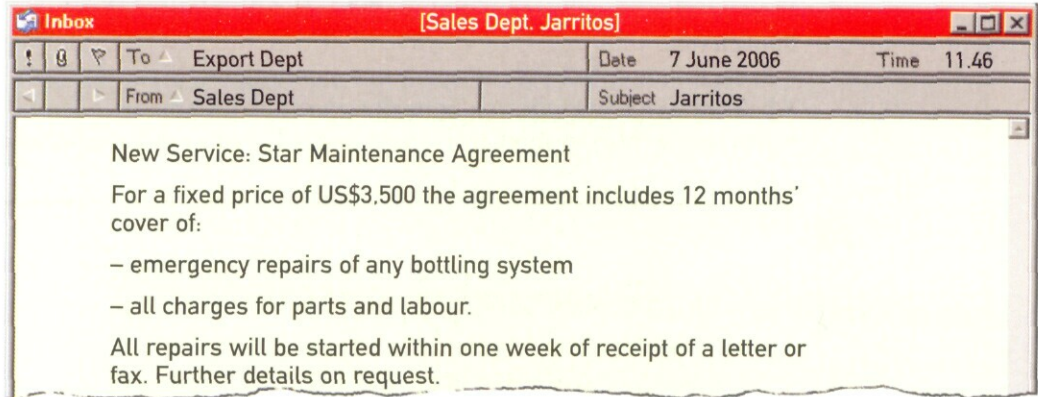 Inbox [Sales Dept. Jarritos]
! To Export Dept Date 7 June 2006 Time 11.46
From Sales Dept Subject Jarritos
New Service: Star Maintenance Agreement
For a fixed price of US$3,500 the agreement includes 12 months'
cover of:
– emergency repairs of any bottling system
– all charges for parts and labour.
All repairs will be started within one week of receipt of a letter or
fax. Further details on request.